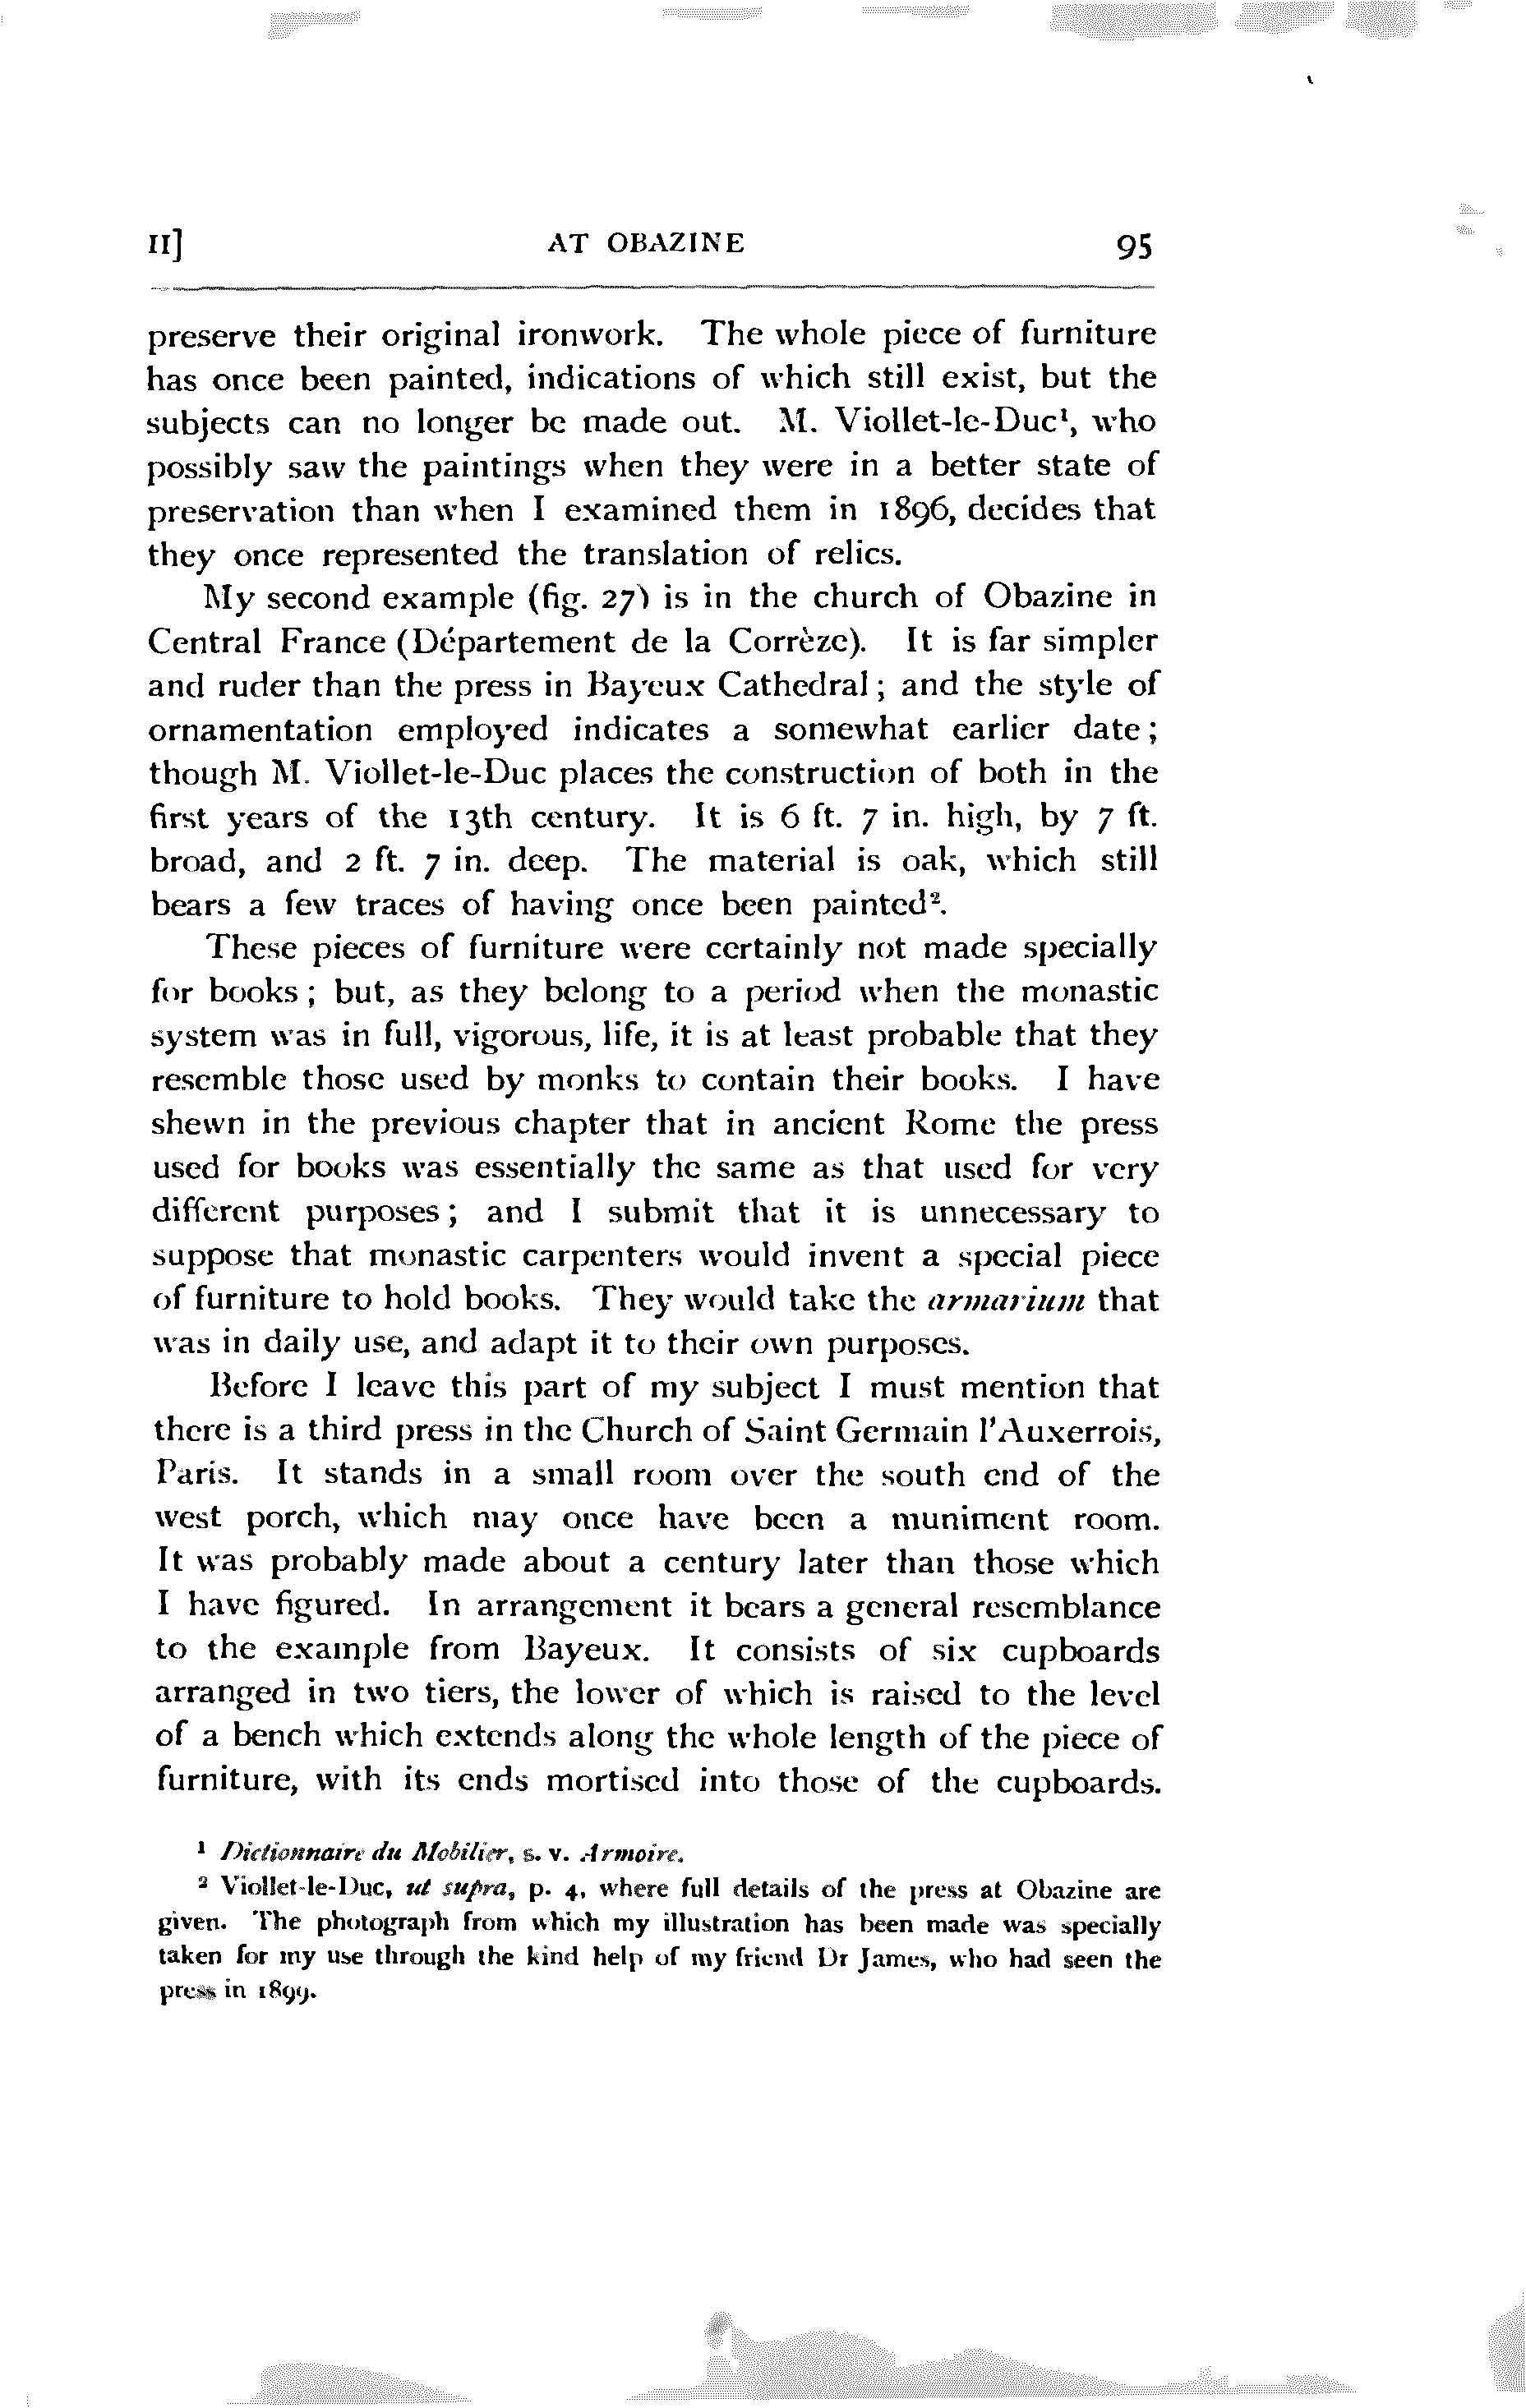 II] AT OBAZINE 95
preserve their original ironwork. The whole piece of furniture
has once been painted, indications of which still exist, but the
subjects can no longer be made out. M. Viollet-le-Duc¹, who
possibly saw the paintings when they were in a better state of
preservation than when I examined them in 1896, decides that
they once represented the translation of relics.
My second example (fig. 27) is in the church of Obazine in
Central France (Département de la Corrèze). It is far simpler
and ruder than the press in Bayeux Cathedral; and the style of
ornamentation employed indicates a somewhat earlier date;
though M. Viollet-le-Duc places the construction of both in the
first years of the 13th century. It is 6 ft. 7 in. high, by 7 ft.
broad, and 2 ft. 7 in. deep. The material is oak, which still
bears a few traces of having once been painted².
These pieces of furniture were certainly not made specially
for books; but, as they belong to a period when the monastic
system was in full, vigorous, life, it is at least probable that they
resemble those used by monks to contain their books. I have
shewn in the previous chapter that in ancient Rome the press
used for books was essentially the same as that used for very
different purposes; and I submit that it is unnecessary to
suppose that monastic carpenters would invent a special piece
of furniture to hold books. They would take the armarium that
was in daily use, and adapt it to their own purposes.
Before I leave this part of my subject I must mention that
there is a third press in the Church of Saint Germain l'Auxerrois,
Paris. It stands in a small room over the south end of the
west porch, which may once have been a muniment room.
It was probably made about a century later than those which
I have figured. In arrangement it bears a general resemblance
to the example from Bayeux. It consists of six cupboards
arranged in two tiers, the lower of which is raised to the level
of a bench which extends along the whole length of the piece of
furniture, with its ends mortised into those of the cupboards.
¹ Dictionnaire du Mobilier, s. v. Armoire.
² Viollet-le-Duc, ut supra, p. 4, where full details of the press at Obazine are
given. The photograph from which my illustration has been made was specially
taken for my use through the kind help of my friend Dr James, who had seen the
press in 1899.